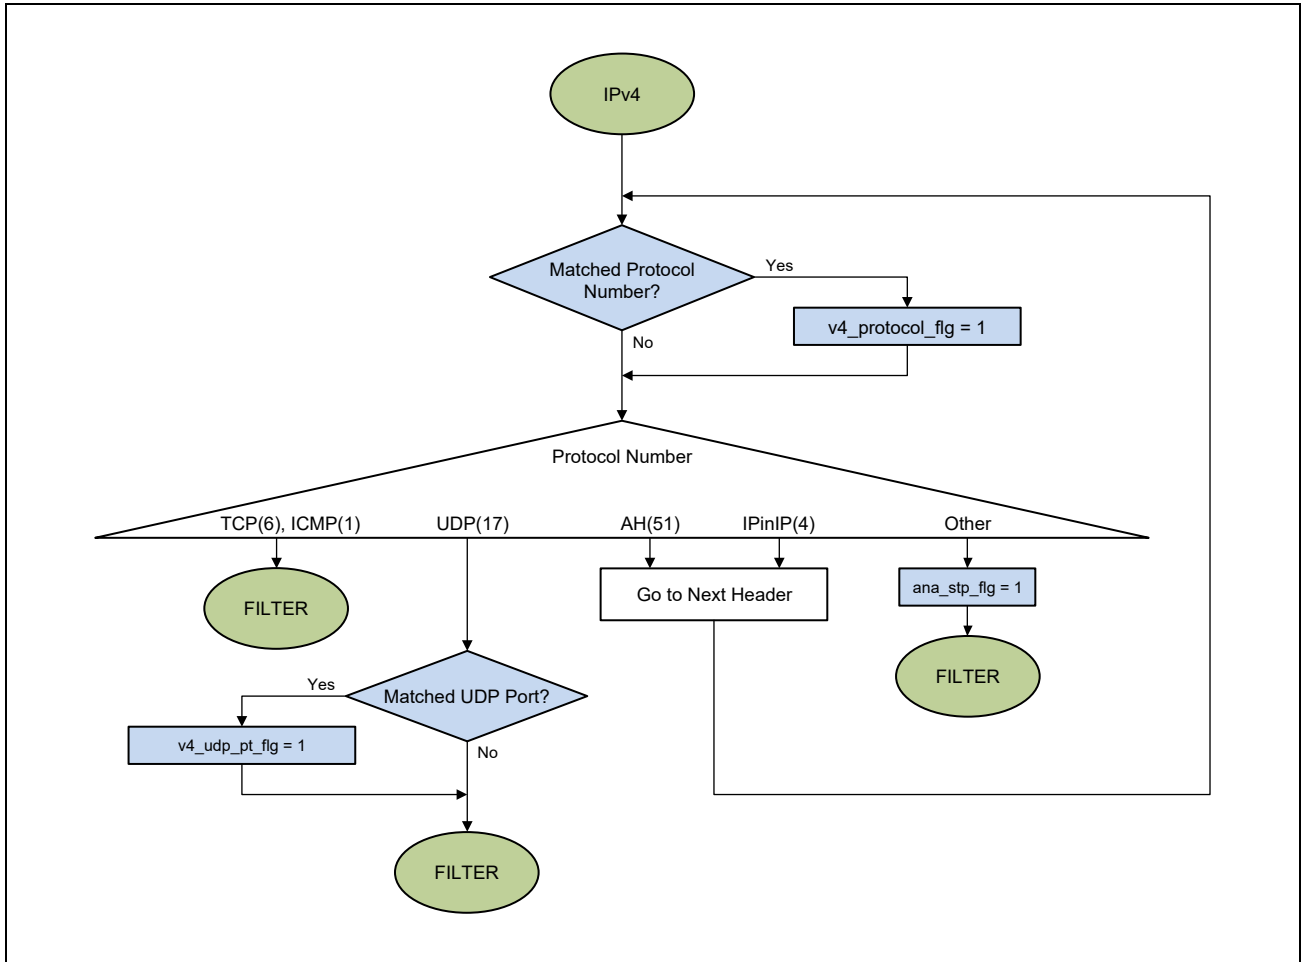 IPv4
Matched Protocol
Number?
Yes
v4_protocol_flg = 1
No
Protocol Number
TCP(6), ICMP(1)
UDP(17)
AH(51)
IPinIP(4)
Other
FILTER
Go to Next Header
ana_stp_flg = 1
FILTER
Yes
Matched UDP Port?
v4_udp_pt_flg = 1
No
FILTER